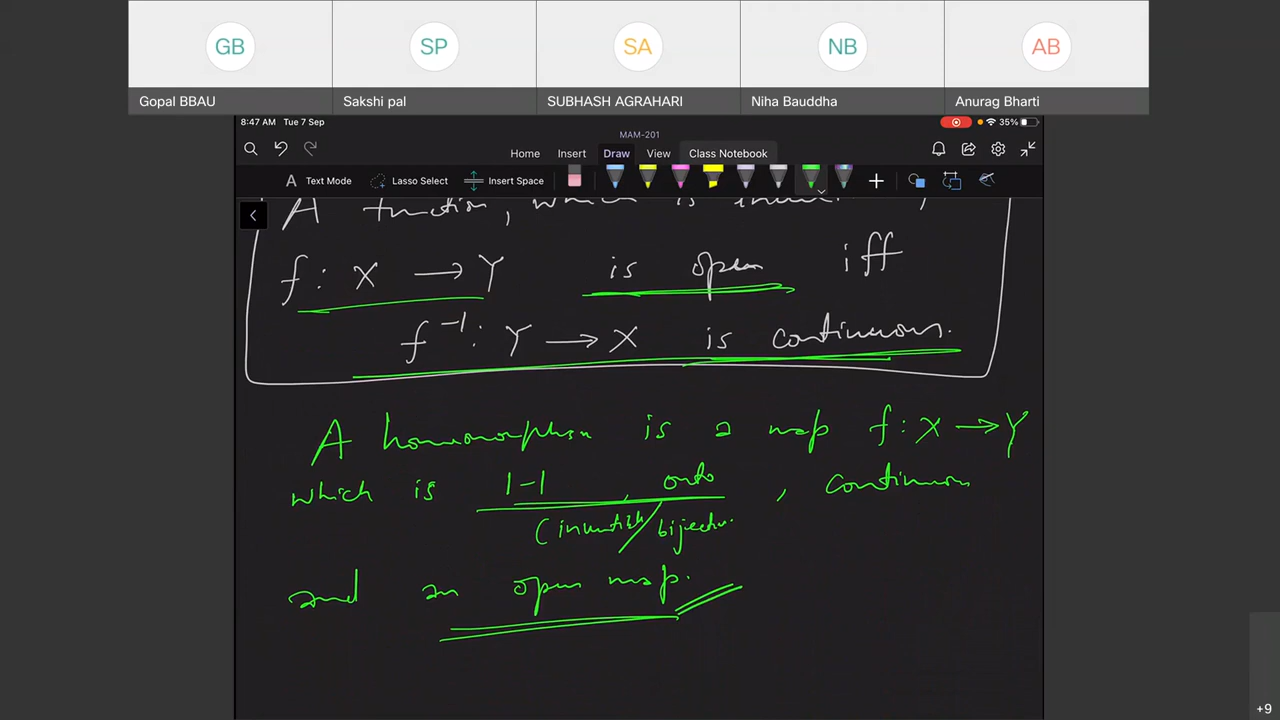 GB SP SA NB AB
Gopal BBAU Sakshi pal SUBHASH AGRAHARI Niha Bauddha Anurag Bharti
8:47 AM Tue 7 Sep 35%
MAM-201
Home Insert Draw View Class Notebook
Text Mode Lasso Select Insert Space
A function, which is
f : X → Y is open iff
f⁻¹ : Y → X is continuous.
A homeomorphism is a map f : X → Y
which is 1-1 , onto , continuous
(invertible/bijective.
and an open map.
+9